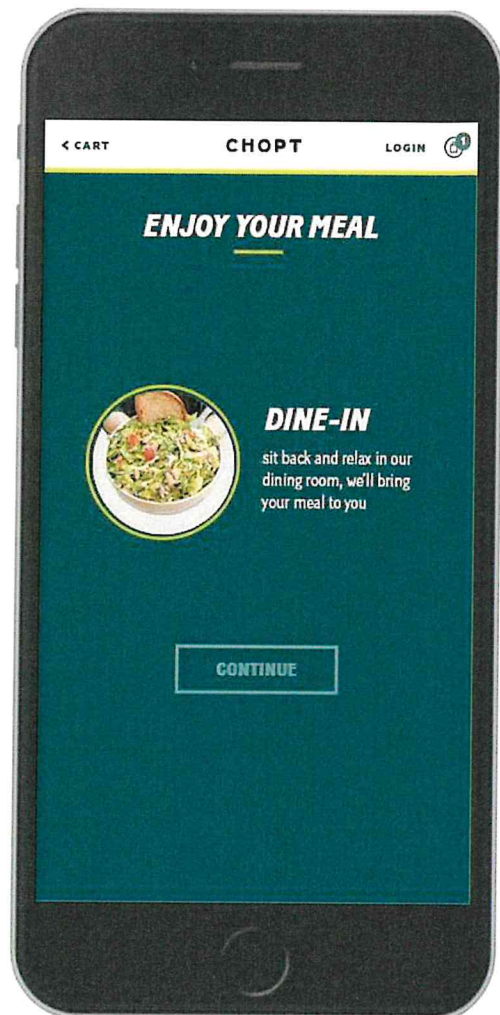 < CART CHOPT LOGIN 1
ENJOY YOUR MEAL
DINE-IN
sit back and relax in our
dining room, we'll bring
your meal to you
CONTINUE